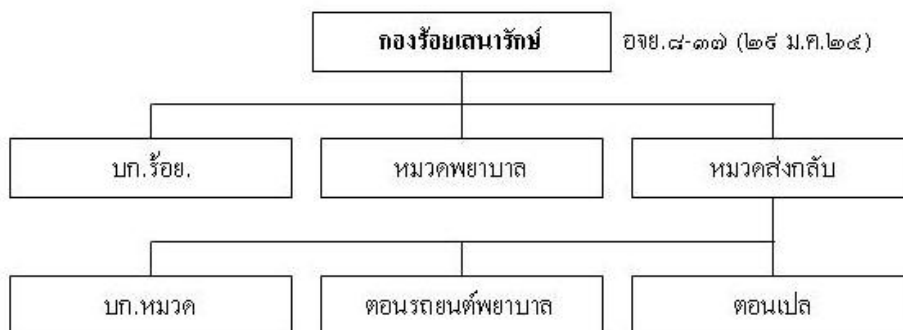 กองร้อยเสนารักษ์ อจย.๘-๓๗ (๒๙ ม.ค.๒๔)
บก.ร้อย. หมวดพยาบาล หมวดส่งกลับ
บก.หมวด ตอนรถยนต์พยาบาล ตอนเปล